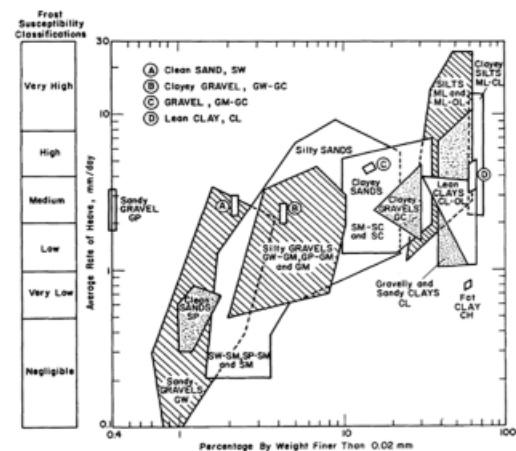 Frost
Susceptibility
Classifications
Very High
High
Medium
Low
Very Low
Negligible
Average Rate of Heave, mm/day
30
10
1
0.1
A Clean SAND, SW
B Clayey GRAVEL, GW-GC
C GRAVEL, GM-GC
D Lean CLAY, CL
Clayey
SILTS
ML-CL
SILTS
ML and
ML-OL
Silty SANDS
Sandy
GRAVEL
GP
A
B
C
D
Clayey
SANDS
SM-SC
and SC
Clayey
GRAVELS
GC
Lean
CLAYS
CL-OL
Silty GRAVELS
GW-GM, GP-GM
and GM
Gravelly and
Sandy CLAYS
CL
Fat
CLAY
CH
Clean
SANDS
SP
SW-SM, SP-SM
and SM
Sandy
GRAVELS
GW
0.4
1
10
100
Percentage By Weight Finer Than 0.02 mm